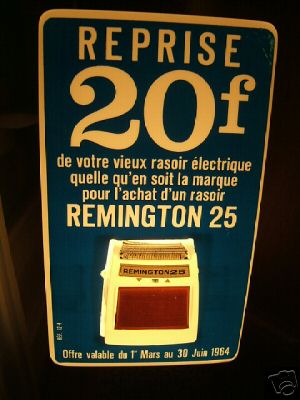 REPRISE
20f
de votre vieux rasoir électrique
quelle qu'en soit la marque
pour l'achat d'un rasoir
REMINGTON 25
REMINGTON 25
Offre valable du 1er Mars au 30 Juin 1964